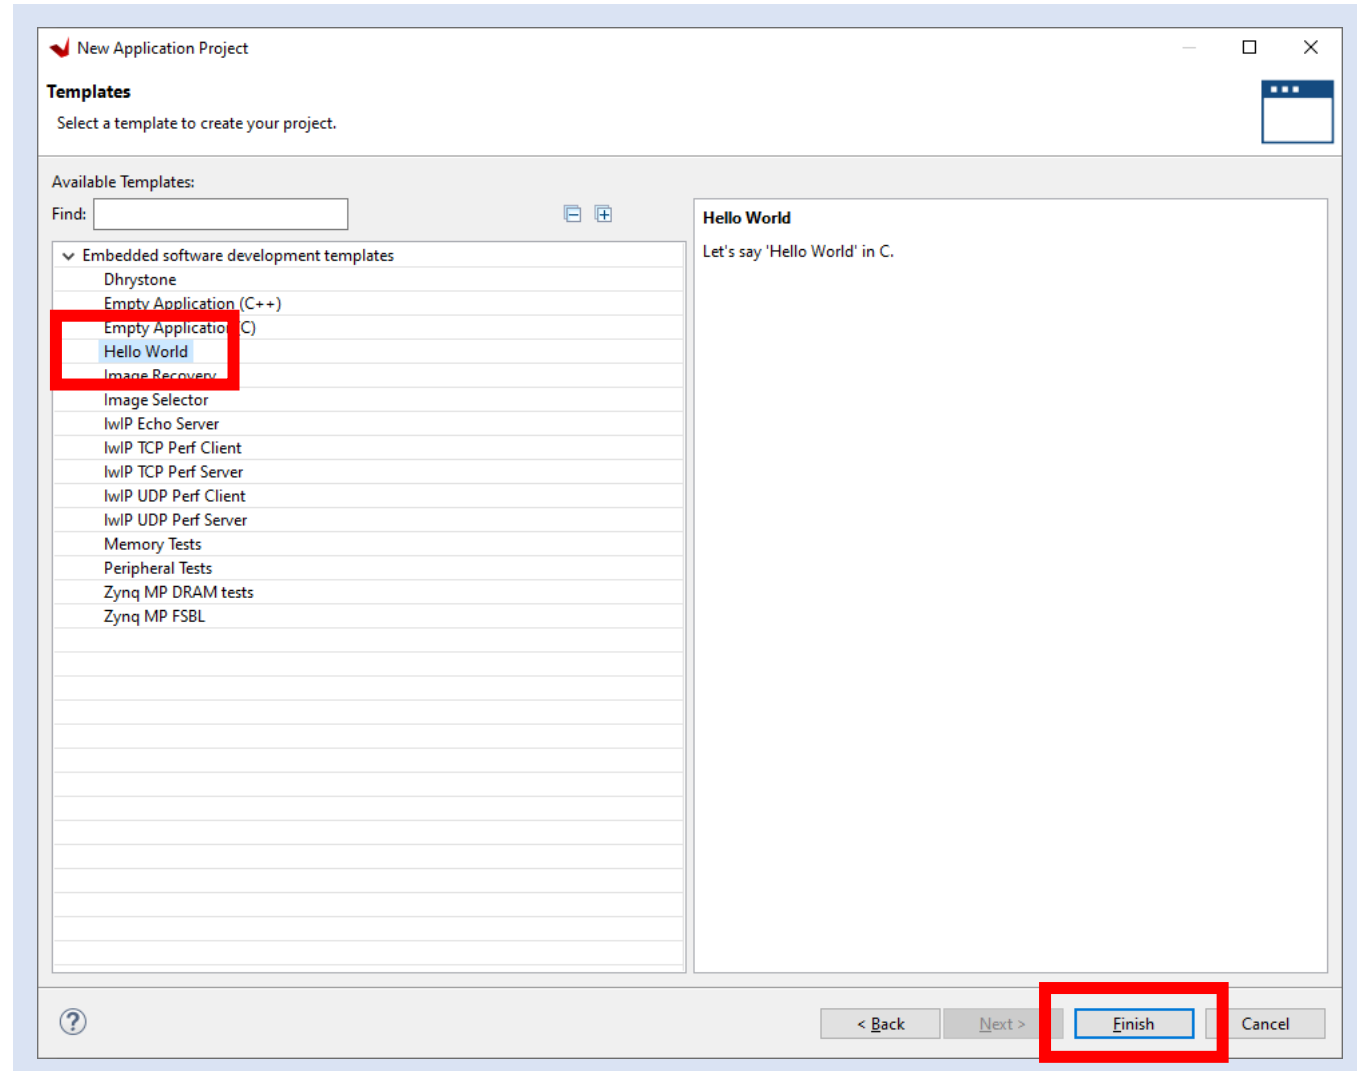 New Application Project
Templates
Select a template to create your project.
Available Templates:
Find:
Embedded software development templates
Dhrystone
Empty Application (C++)
Empty Application C)
Hello World
Image Recovery
Image Selector
lwIP Echo Server
lwIP TCP Perf Client
lwIP TCP Perf Server
lwIP UDP Perf Client
lwIP UDP Perf Server
Memory Tests
Peripheral Tests
Zynq MP DRAM tests
Zynq MP FSBL
Hello World
Let's say 'Hello World' in C.
?
< Back
Next >
Finish
Cancel